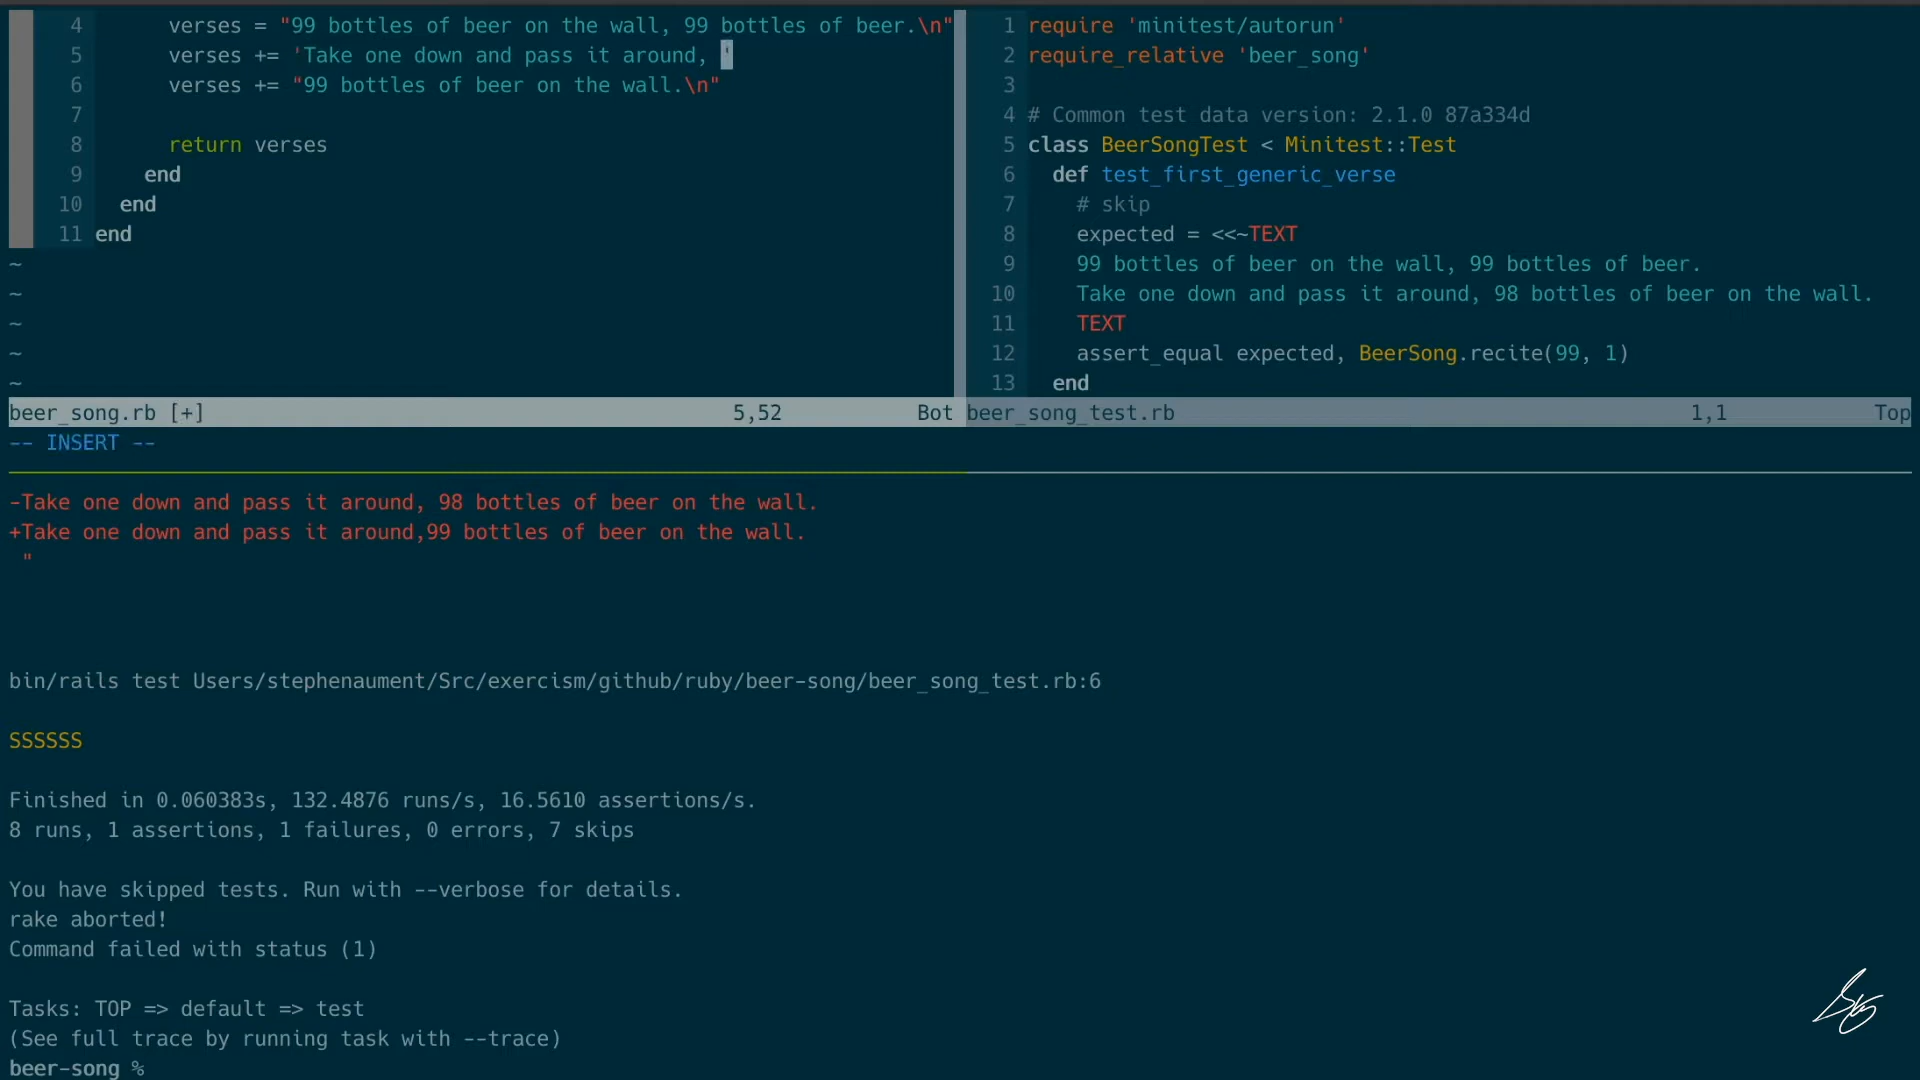 4 verses = "99 bottles of beer on the wall, 99 bottles of beer.\n"
5 verses += 'Take one down and pass it around, '
6 verses += "99 bottles of beer on the wall.\n"
7
8 return verses
9 end
10 end
11 end
~
~
~
~
~
beer_song.rb [+] 5,52 Bot
1 require 'minitest/autorun'
2 require_relative 'beer_song'
3
4 # Common test data version: 2.1.0 87a334d
5 class BeerSongTest < Minitest::Test
6 def test_first_generic_verse
7 # skip
8 expected = <<~TEXT
9 99 bottles of beer on the wall, 99 bottles of beer.
10 Take one down and pass it around, 98 bottles of beer on the wall.
11 TEXT
12 assert_equal expected, BeerSong.recite(99, 1)
13 end
beer_song_test.rb 1,1 Top
-- INSERT --
-Take one down and pass it around, 98 bottles of beer on the wall.
+Take one down and pass it around,99 bottles of beer on the wall.
"
bin/rails test Users/stephenaument/Src/exercism/github/ruby/beer-song/beer_song_test.rb:6
SSSSSS
Finished in 0.060383s, 132.4876 runs/s, 16.5610 assertions/s.
8 runs, 1 assertions, 1 failures, 0 errors, 7 skips
You have skipped tests. Run with --verbose for details.
rake aborted!
Command failed with status (1)
Tasks: TOP => default => test
(See full trace by running task with --trace)
beer-song %